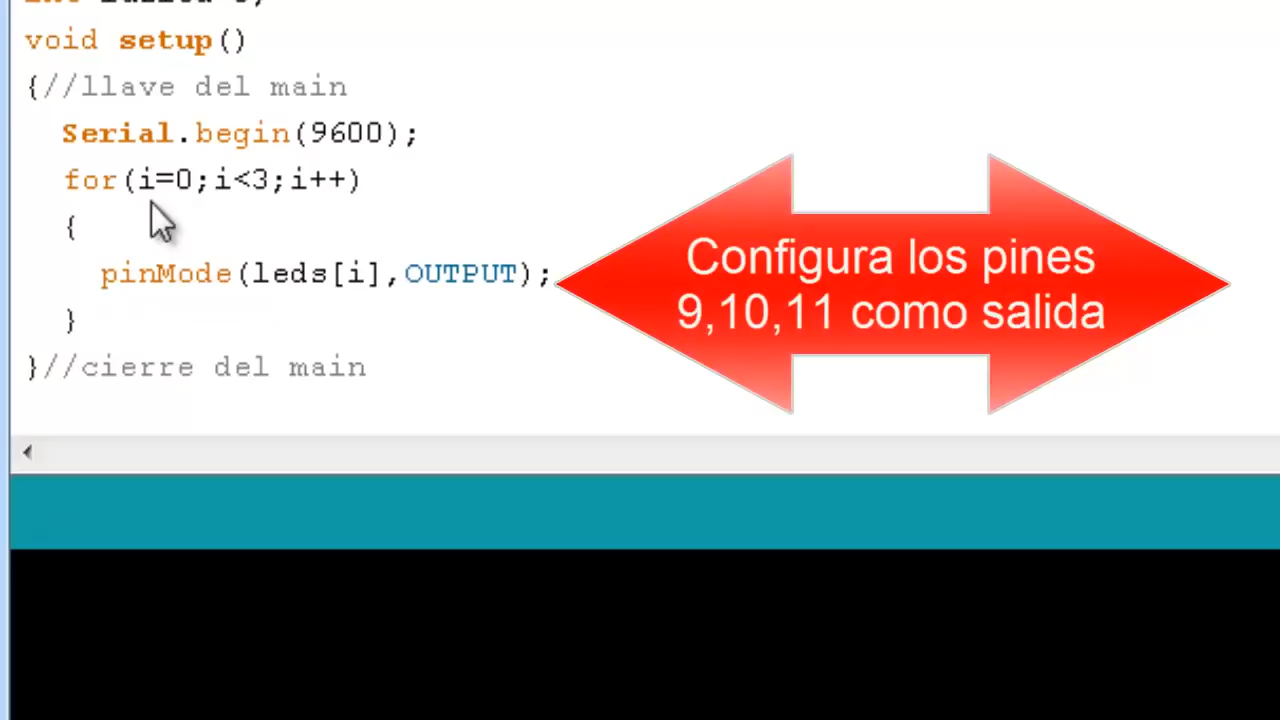 void setup()
{//llave del main
Serial.begin(9600);
for(i=0;i<3;i++)
{
pinMode(leds[i],OUTPUT);
}
}//cierre del main
Configura los pines
9,10,11 como salida